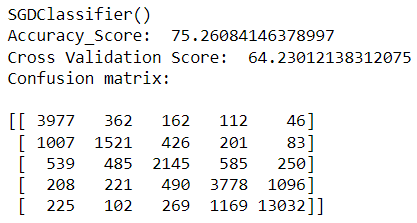 SGDClassifier()
Accuracy_Score:  75.26084146378997
Cross Validation Score:  64.23012138312075
Confusion matrix:
[[ 3977   362   162   112    46]
 [ 1007  1521   426   201    83]
 [  539   485  2145   585   250]
 [  208   221   490  3778  1096]
 [  225   102   269  1169 13032]]